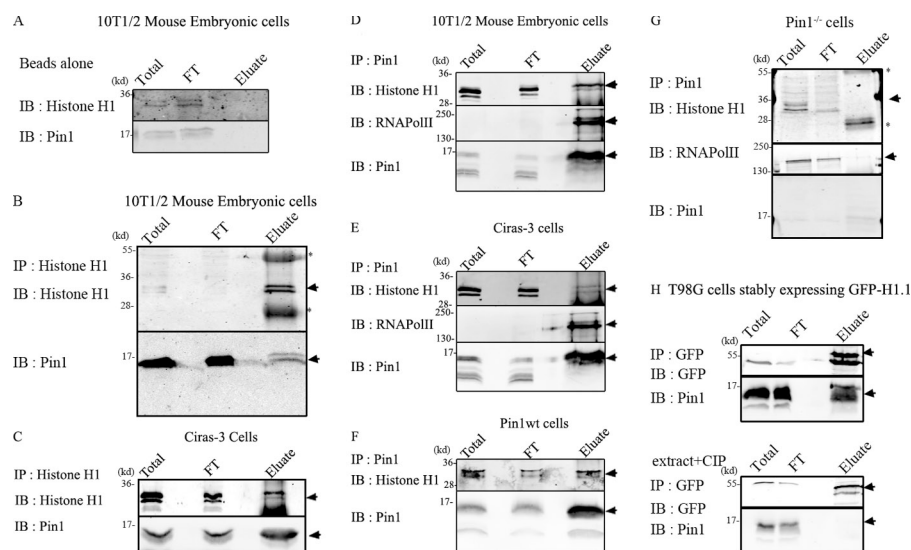 A
10T1/2 Mouse Embryonic cells
Beads alone
(kd)
Total
FT
Eluate
36-
IB : Histone H1
28-
IB : Pin1
17-
B
10T1/2 Mouse Embryonic cells
(kd)
Total
FT
Eluate
55-
IP : Histone H1
*
36-
IB : Histone H1
28-
*
IB : Pin1
17-
C
Ciras-3 Cells
(kd)
Total
FT
Eluate
IP : Histone H1
36-
IB : Histone H1
IB : Pin1
17-
D
10T1/2 Mouse Embryonic cells
IP : Pin1
(kd)
Total
FT
Eluate
36-
IB : Histone H1
28-
IB : RNAPolII
250-
130-
17-
IB : Pin1
E
Ciras-3 cells
(kd)
Total
FT
Eluate
IP : Pin1
36-
IB : Histone H1
28-
IB : RNAPolII
250-
130-
17-
IB : Pin1
F
Pin1wt cells
(kd)
Total
FT
Eluate
IP : Pin1
36-
IB : Histone H1
28-
17-
IB : Pin1
G
Pin1-/- cells
(kd)
Total
FT
Eluate
55-
*
IP : Pin1
36-
IB : Histone H1
28-
*
IB : RNAPolII
250-
130-
IB : Pin1
17-
H T98G cells stably expressing GFP-H1.1
(kd)
Total
FT
Eluate
IP : GFP
55-
IB : GFP
17-
IB : Pin1
extract+CIP
(kd)
Total
FT
Eluate
IP : GFP
55-
IB : GFP
17-
IB : Pin1